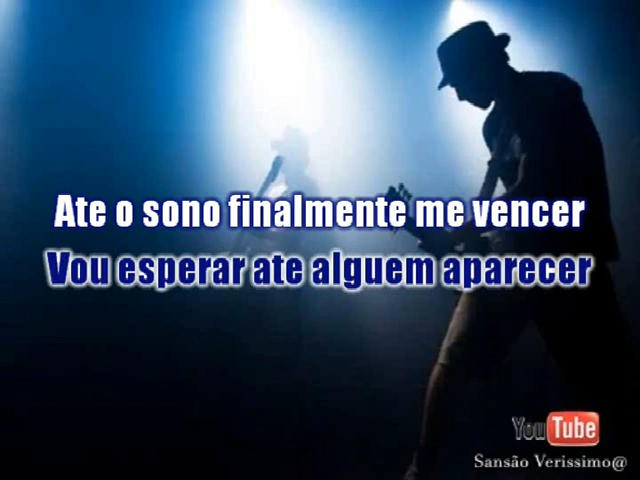 Ate o sono finalmente me vencer
Vou esperar ate alguem aparecer
YouTube
Sansão Verissimo@